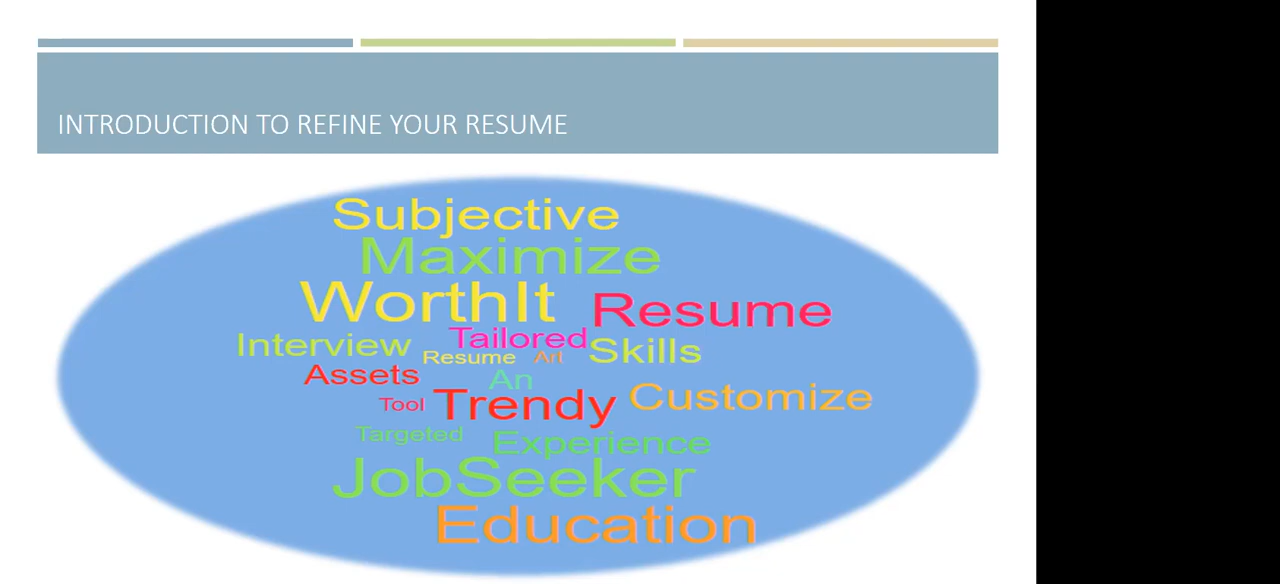 INTRODUCTION TO REFINE YOUR RESUME
Subjective
Maximize
WorthIt Resume
Interview Tailored Skills
Resume Art
Assets An
Tool Trendy Customize
Targeted Experience
JobSeeker
Education